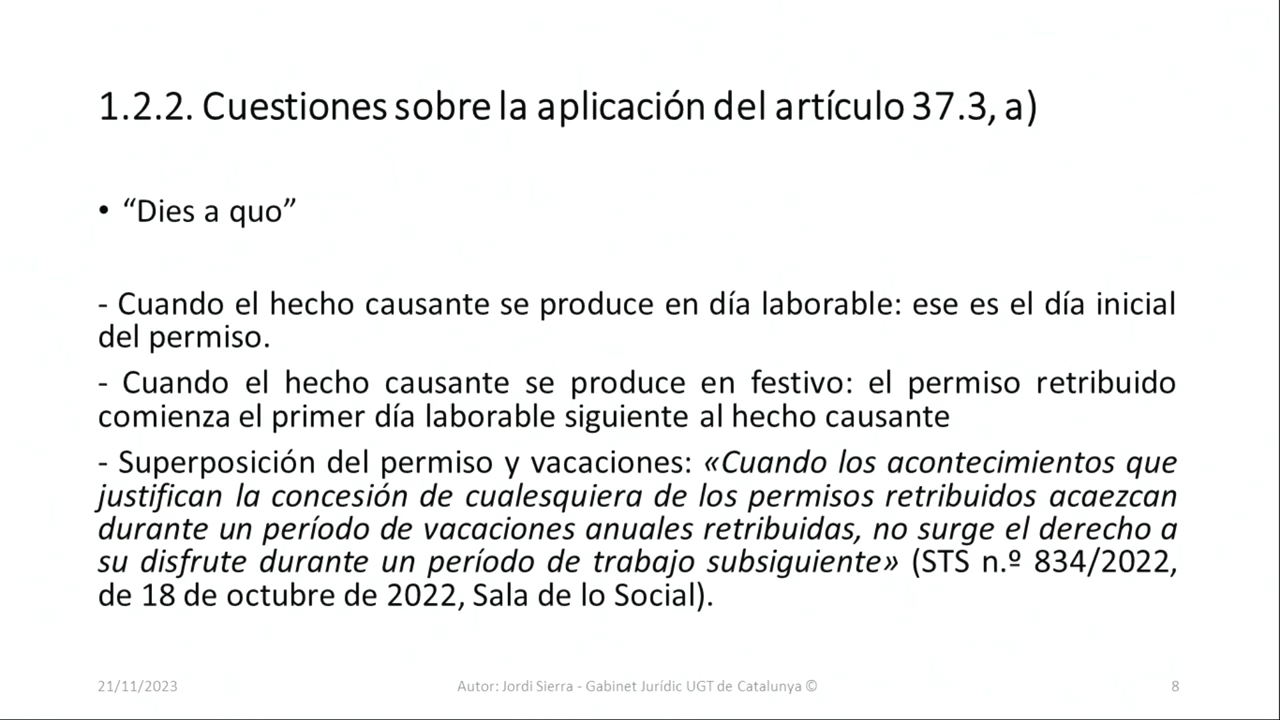 1.2.2. Cuestiones sobre la aplicación del artículo 37.3, a)
• “Dies a quo”
- Cuando el hecho causante se produce en día laborable: ese es el día inicial
del permiso.
- Cuando el hecho causante se produce en festivo: el permiso retribuido
comienza el primer día laborable siguiente al hecho causante
- Superposición del permiso y vacaciones: «Cuando los acontecimientos que
justifican la concesión de cualesquiera de los permisos retribuidos acaezcan
durante un período de vacaciones anuales retribuidas, no surge el derecho a
su disfrute durante un período de trabajo subsiguiente» (STS n.º 834/2022,
de 18 de octubre de 2022, Sala de lo Social).
21/11/2023
Autor: Jordi Sierra - Gabinet Jurídic UGT de Catalunya ©
8